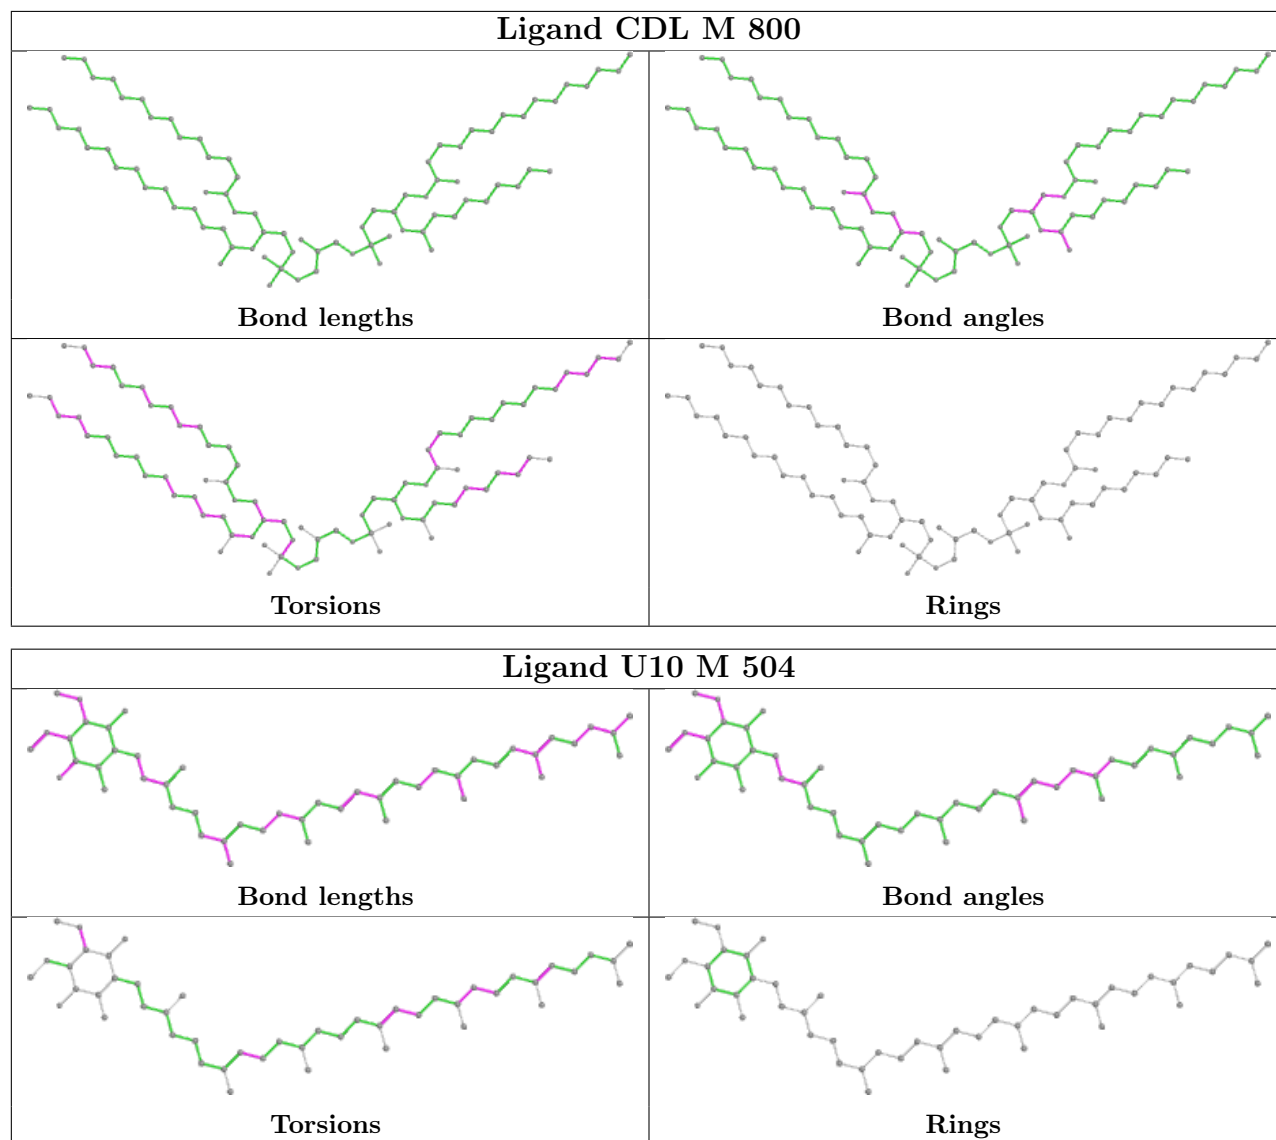 Ligand CDL M 800
Bond lengths
Bond angles
Torsions
Rings
Ligand U10 M 504
Bond lengths
Bond angles
Torsions
Rings